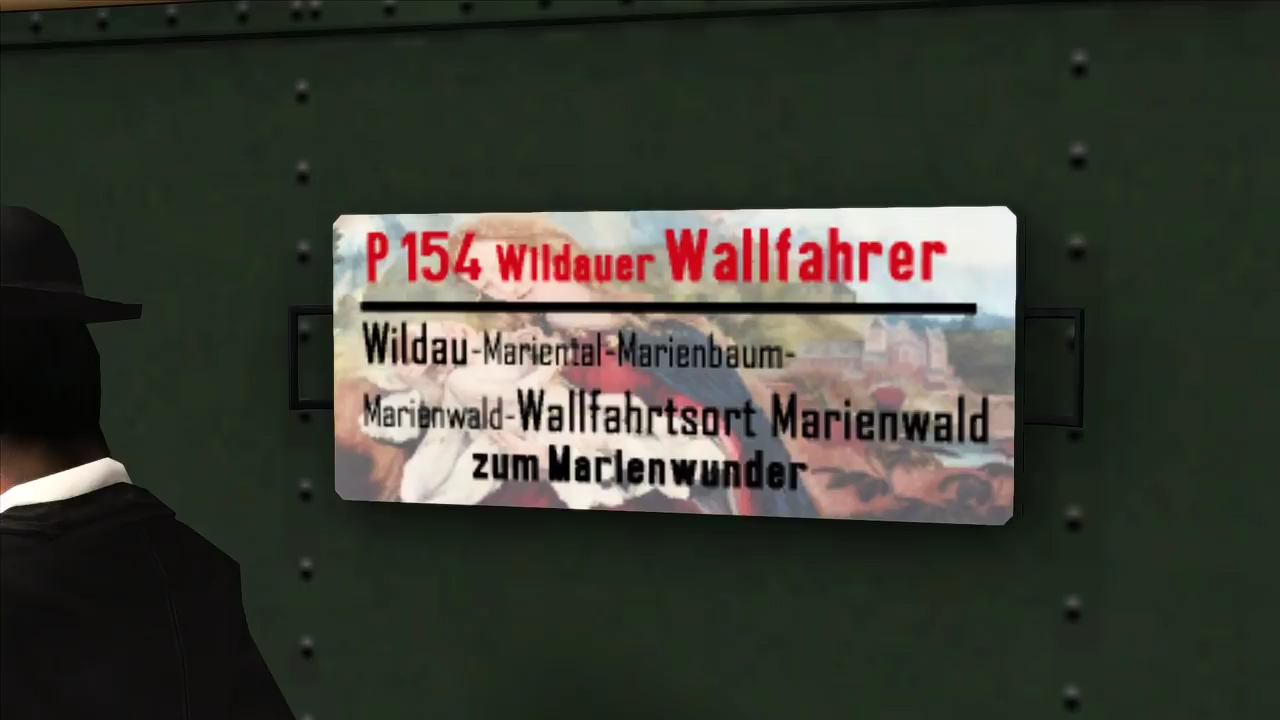 P 154 Wildauer Wallfahrer
Wildau-Mariental-Marienbaum-
Marienwald-Wallfahrtsort Marienwald
zum Marienwunder